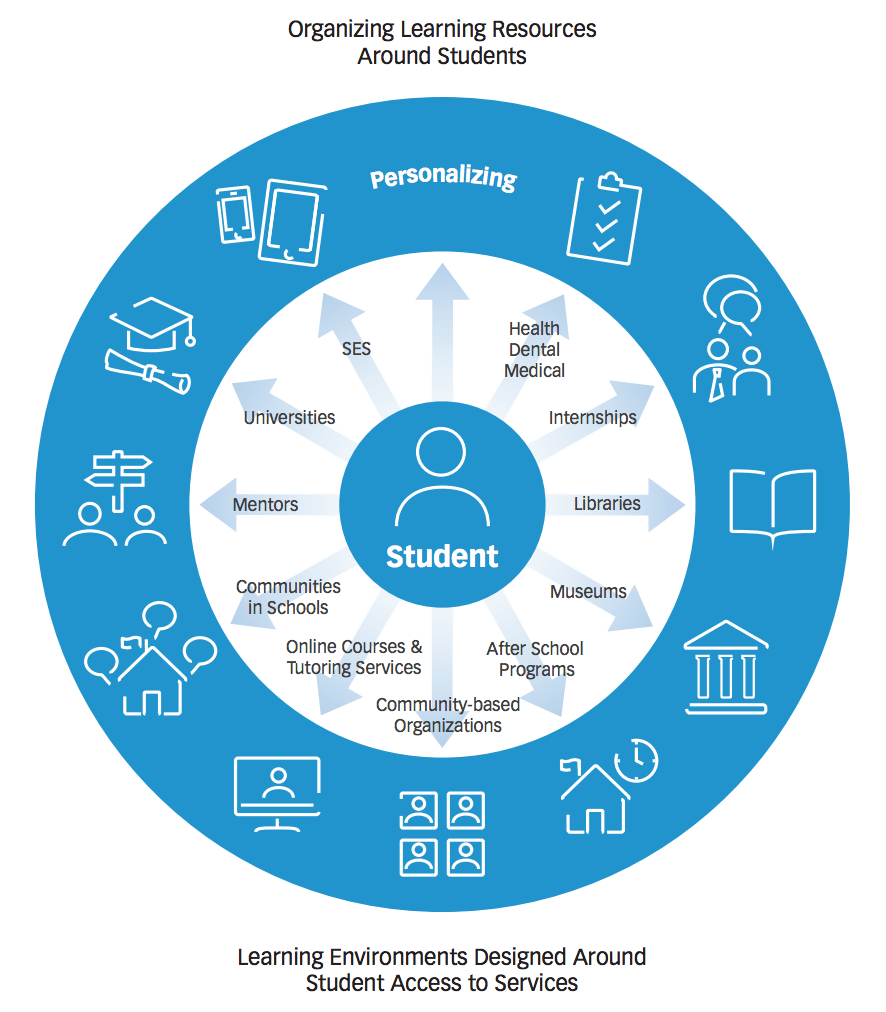 Organizing Learning Resources
Around Students
Personalizing
Health
Dental
Medical
SES
Universities
Internships
Mentors
Libraries
Student
Communities
in Schools
Museums
Online Courses &
Tutoring Services
After School
Programs
Community-based
Organizations
Learning Environments Designed Around
Student Access to Services